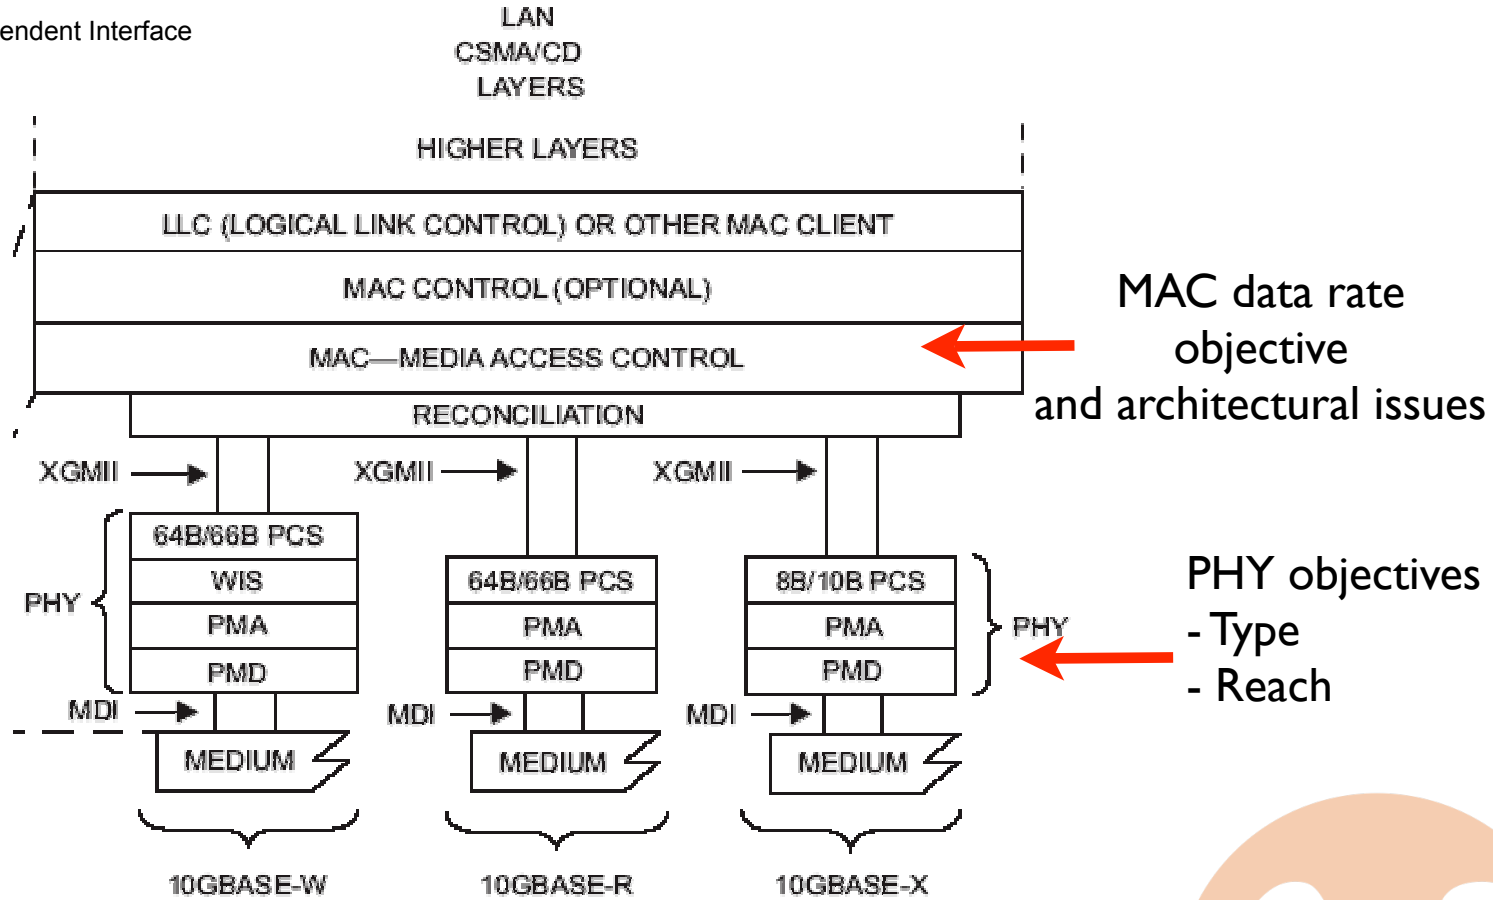 endent Interface
LAN
CSMA/CD
LAYERS
HIGHER LAYERS
LLC (LOGICAL LINK CONTROL) OR OTHER MAC CLIENT
MAC CONTROL (OPTIONAL)
MAC—MEDIA ACCESS CONTROL
RECONCILIATION
MAC data rate
objective
and architectural issues
XGMII
XGMII
XGMII
64B/66B PCS
WIS
PMA
PMD
PHY
64B/66B PCS
PMA
PMD
8B/10B PCS
PMA
PMD
PHY
PHY objectives
- Type
- Reach
MDI
MDI
MDI
MEDIUM
MEDIUM
MEDIUM
10GBASE-W
10GBASE-R
10GBASE-X